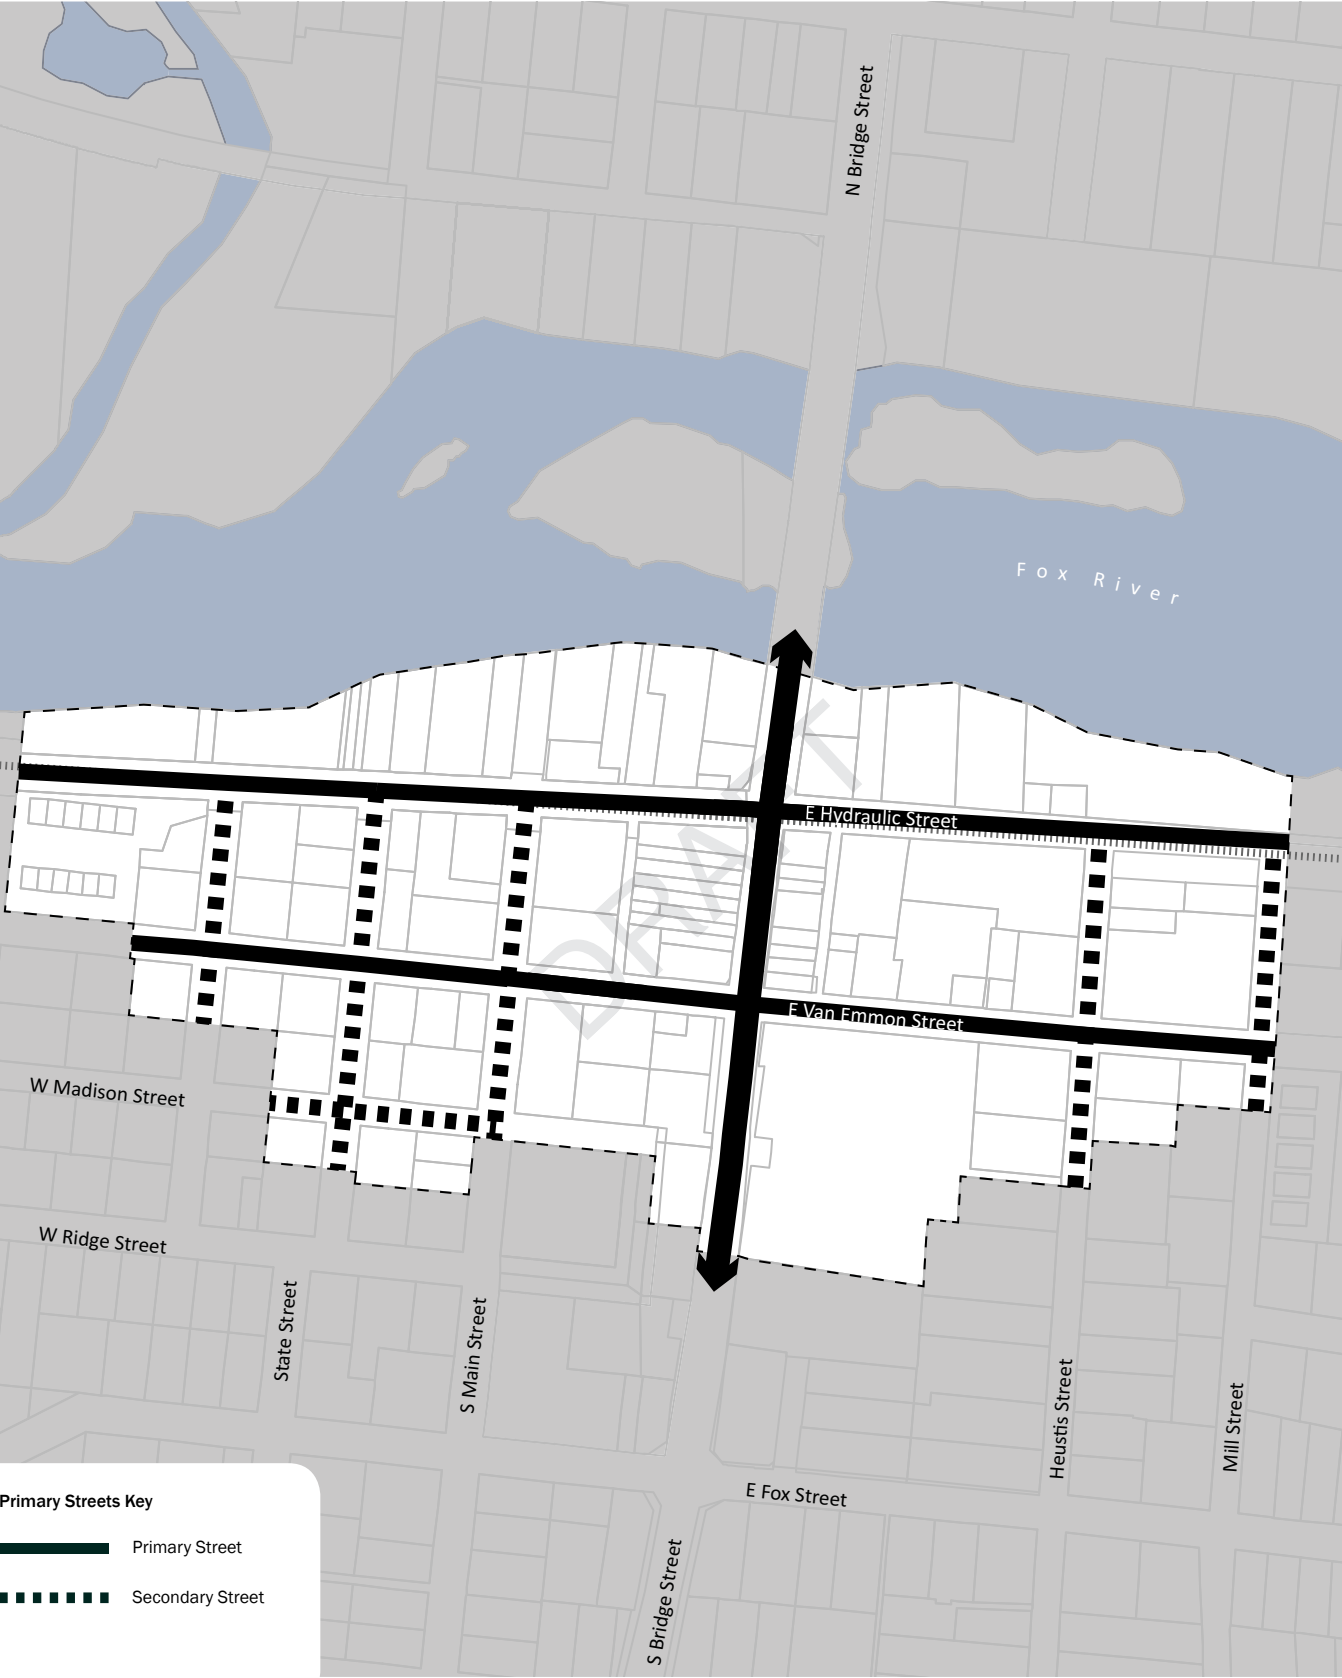 N Bridge Street
Fox River
DRAFT
E Hydraulic Street
E Van Emmon Street
W Madison Street
W Ridge Street
State Street
S Main Street
Heustis Street
Mill Street
E Fox Street
S Bridge Street
Primary Streets Key
Primary Street
Secondary Street